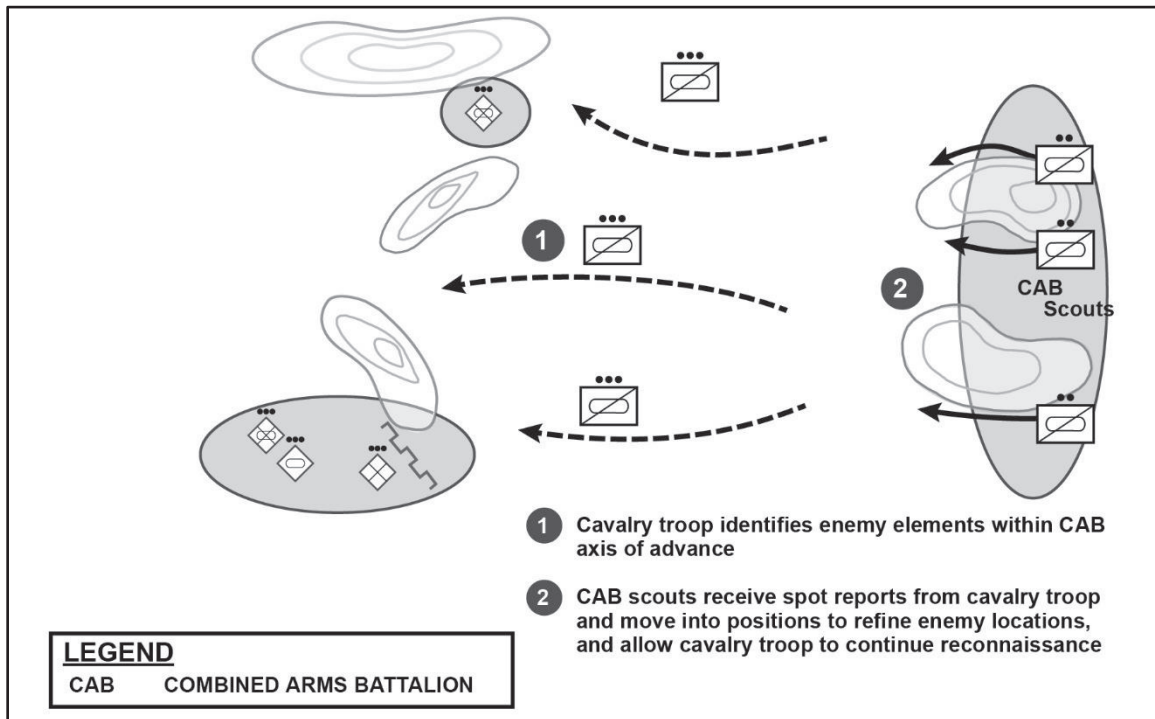 1
2
CAB
Scouts
1 Cavalry troop identifies enemy elements within CAB
axis of advance
2 CAB scouts receive spot reports from cavalry troop
and move into positions to refine enemy locations,
and allow cavalry troop to continue reconnaissance
LEGEND
CAB COMBINED ARMS BATTALION